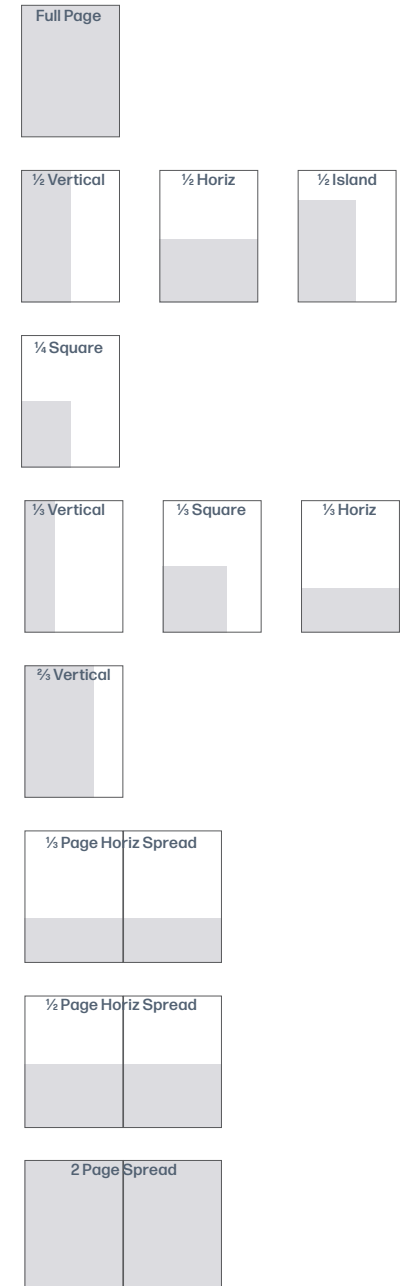 Full Page
½ Vertical
½ Horiz
½ Island
¼ Square
⅓ Vertical
⅓ Square
⅓ Horiz
⅔ Vertical
⅓ Page Horiz Spread
½ Page Horiz Spread
2 Page Spread